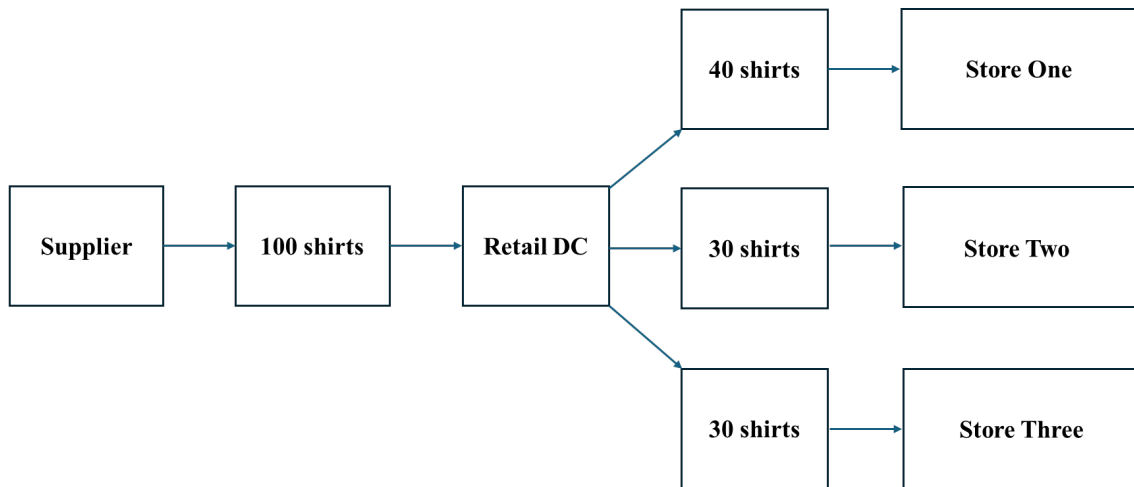 Supplier
100 shirts
Retail DC
40 shirts
Store One
30 shirts
Store Two
30 shirts
Store Three